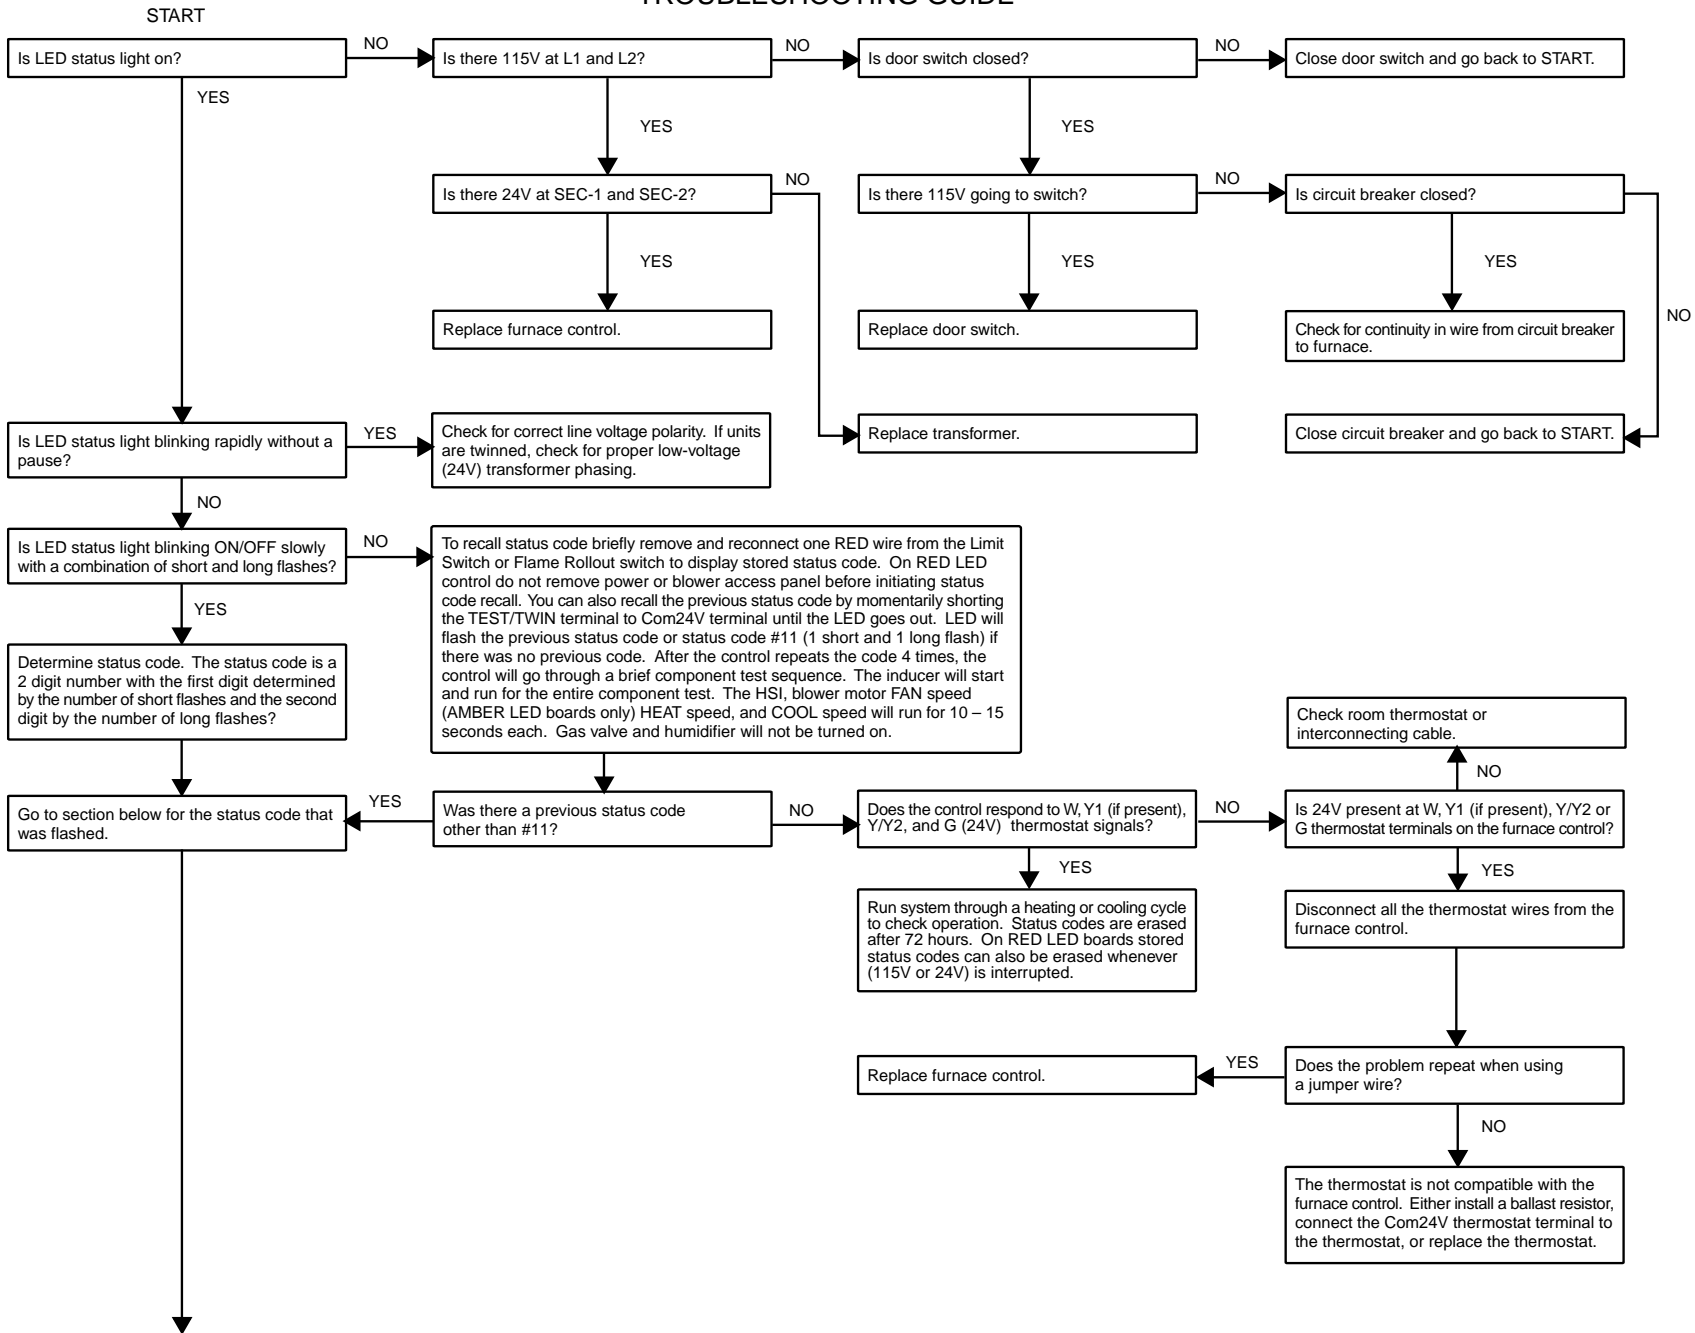 TROUBLESHOOTING GUIDE
START
Is LED status light on?
NO
Is there 115V at L1 and L2?
NO
Is door switch closed?
NO
Close door switch and go back to START.
YES
YES
YES
Is there 24V at SEC-1 and SEC-2?
NO
Is there 115V going to switch?
NO
Is circuit breaker closed?
YES
YES
YES
NO
Replace furnace control.
Replace door switch.
Check for continuity in wire from circuit breaker
to furnace.
Is LED status light blinking rapidly without a
pause?
YES
Check for correct line voltage polarity. If units
are twinned, check for proper low-voltage
(24V) transformer phasing.
Replace transformer.
Close circuit breaker and go back to START.
NO
Is LED status light blinking ON/OFF slowly
with a combination of short and long flashes?
NO
To recall status code briefly remove and reconnect one RED wire from the Limit
Switch or Flame Rollout switch to display stored status code. On RED LED
control do not remove power or blower access panel before initiating status
code recall. You can also recall the previous status code by momentarily shorting
the TEST/TWIN terminal to Com24V terminal until the LED goes out. LED will
flash the previous status code or status code #11 (1 short and 1 long flash) if
there was no previous code. After the control repeats the code 4 times, the
control will go through a brief component test sequence. The inducer will start
and run for the entire component test. The HSI, blower motor FAN speed
(AMBER LED boards only) HEAT speed, and COOL speed will run for 10 – 15
seconds each. Gas valve and humidifier will not be turned on.
YES
Determine status code. The status code is a
2 digit number with the first digit determined
by the number of short flashes and the second
digit by the number of long flashes?
Check room thermostat or
interconnecting cable.
NO
Go to section below for the status code that
was flashed.
YES
Was there a previous status code
other than #11?
NO
Does the control respond to W, Y1 (if present),
Y/Y2, and G (24V) thermostat signals?
NO
Is 24V present at W, Y1 (if present), Y/Y2 or
G thermostat terminals on the furnace control?
YES
YES
Run system through a heating or cooling cycle
to check operation. Status codes are erased
after 72 hours. On RED LED boards stored
status codes can also be erased whenever
(115V or 24V) is interrupted.
Disconnect all the thermostat wires from the
furnace control.
Replace furnace control.
YES
Does the problem repeat when using
a jumper wire?
NO
The thermostat is not compatible with the
furnace control. Either install a ballast resistor,
connect the Com24V thermostat terminal to
the thermostat, or replace the thermostat.